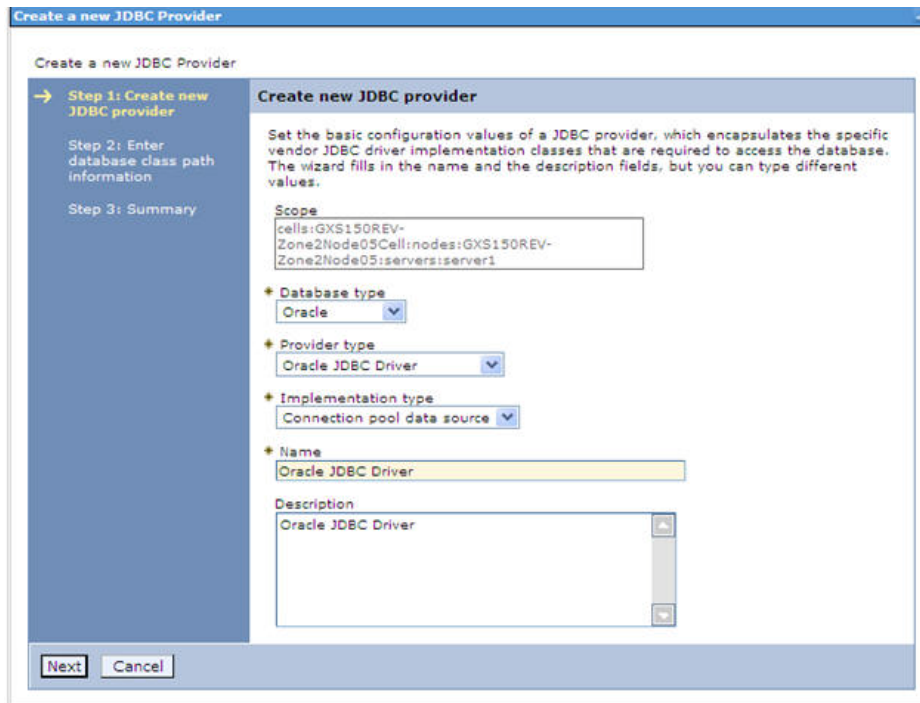 Create a new JDBC Provider
Create a new JDBC Provider
Step 1: Create new
JDBC provider
Step 2: Enter
database class path
information
Step 3: Summary
Create new JDBC provider
Set the basic configuration values of a JDBC provider, which encapsulates the specific
vendor JDBC driver implementation classes that are required to access the database.
The wizard fills in the name and the description fields, but you can type different
values.
Scope
cells:GXS150REV-
Zone2Node05Cell:nodes:GXS150REV-
Zone2Node05:servers:server1
Database type
Oracle
Provider type
Oracle JDBC Driver
Implementation type
Connection pool data source
Name
Oracle JDBC Driver
Description
Oracle JDBC Driver
Next
Cancel